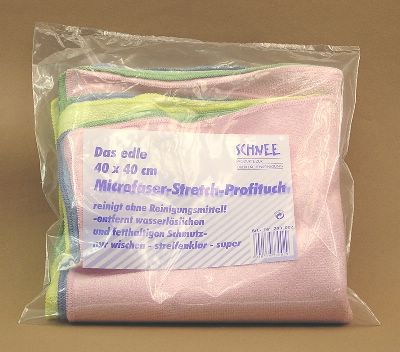 Das edle
40 x 40 cm
Microfaser-Stretch-Profituch
reinigt ohne Reinigungsmittel!
-entfernt wasserlöslichen
und fetthaltigen Schmutz-
nur wischen - streifenklar - super
SCHNEE